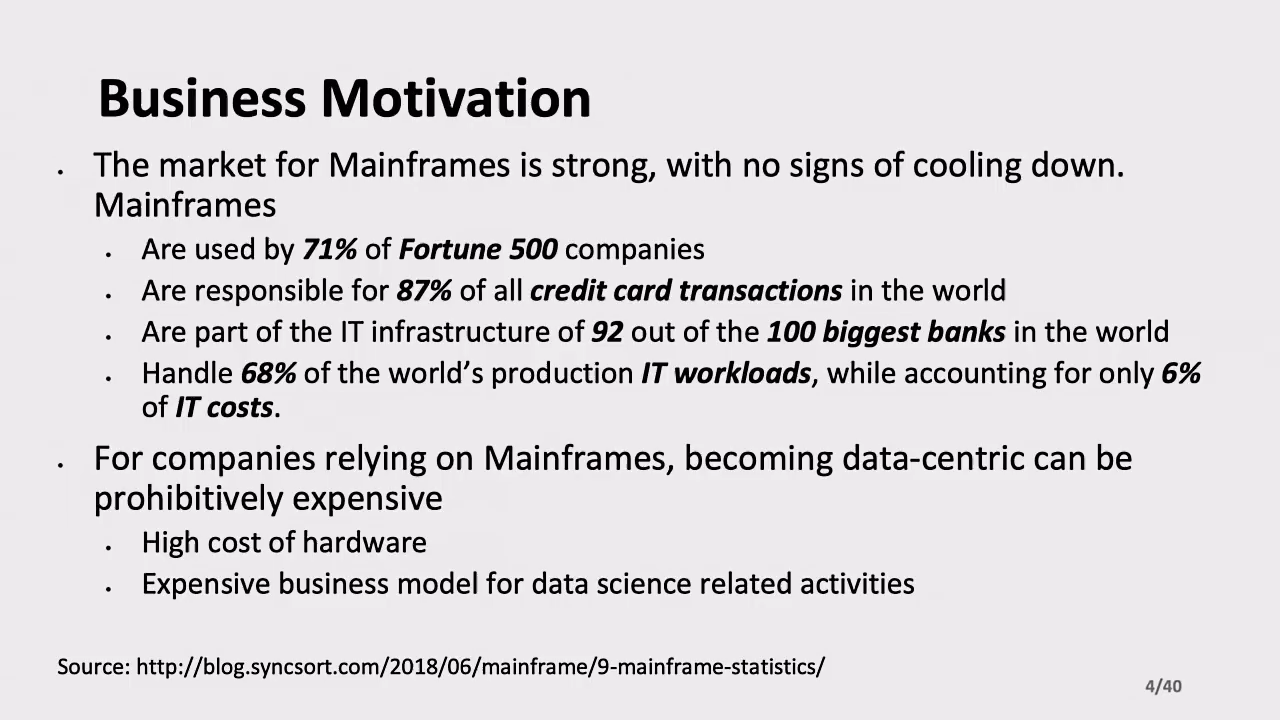 Business Motivation
• The market for Mainframes is strong, with no signs of cooling down.
Mainframes
• Are used by 71% of Fortune 500 companies
• Are responsible for 87% of all credit card transactions in the world
• Are part of the IT infrastructure of 92 out of the 100 biggest banks in the world
• Handle 68% of the world’s production IT workloads, while accounting for only 6%
of IT costs.
• For companies relying on Mainframes, becoming data-centric can be
prohibitively expensive
• High cost of hardware
• Expensive business model for data science related activities
Source: http://blog.syncsort.com/2018/06/mainframe/9-mainframe-statistics/
4/40